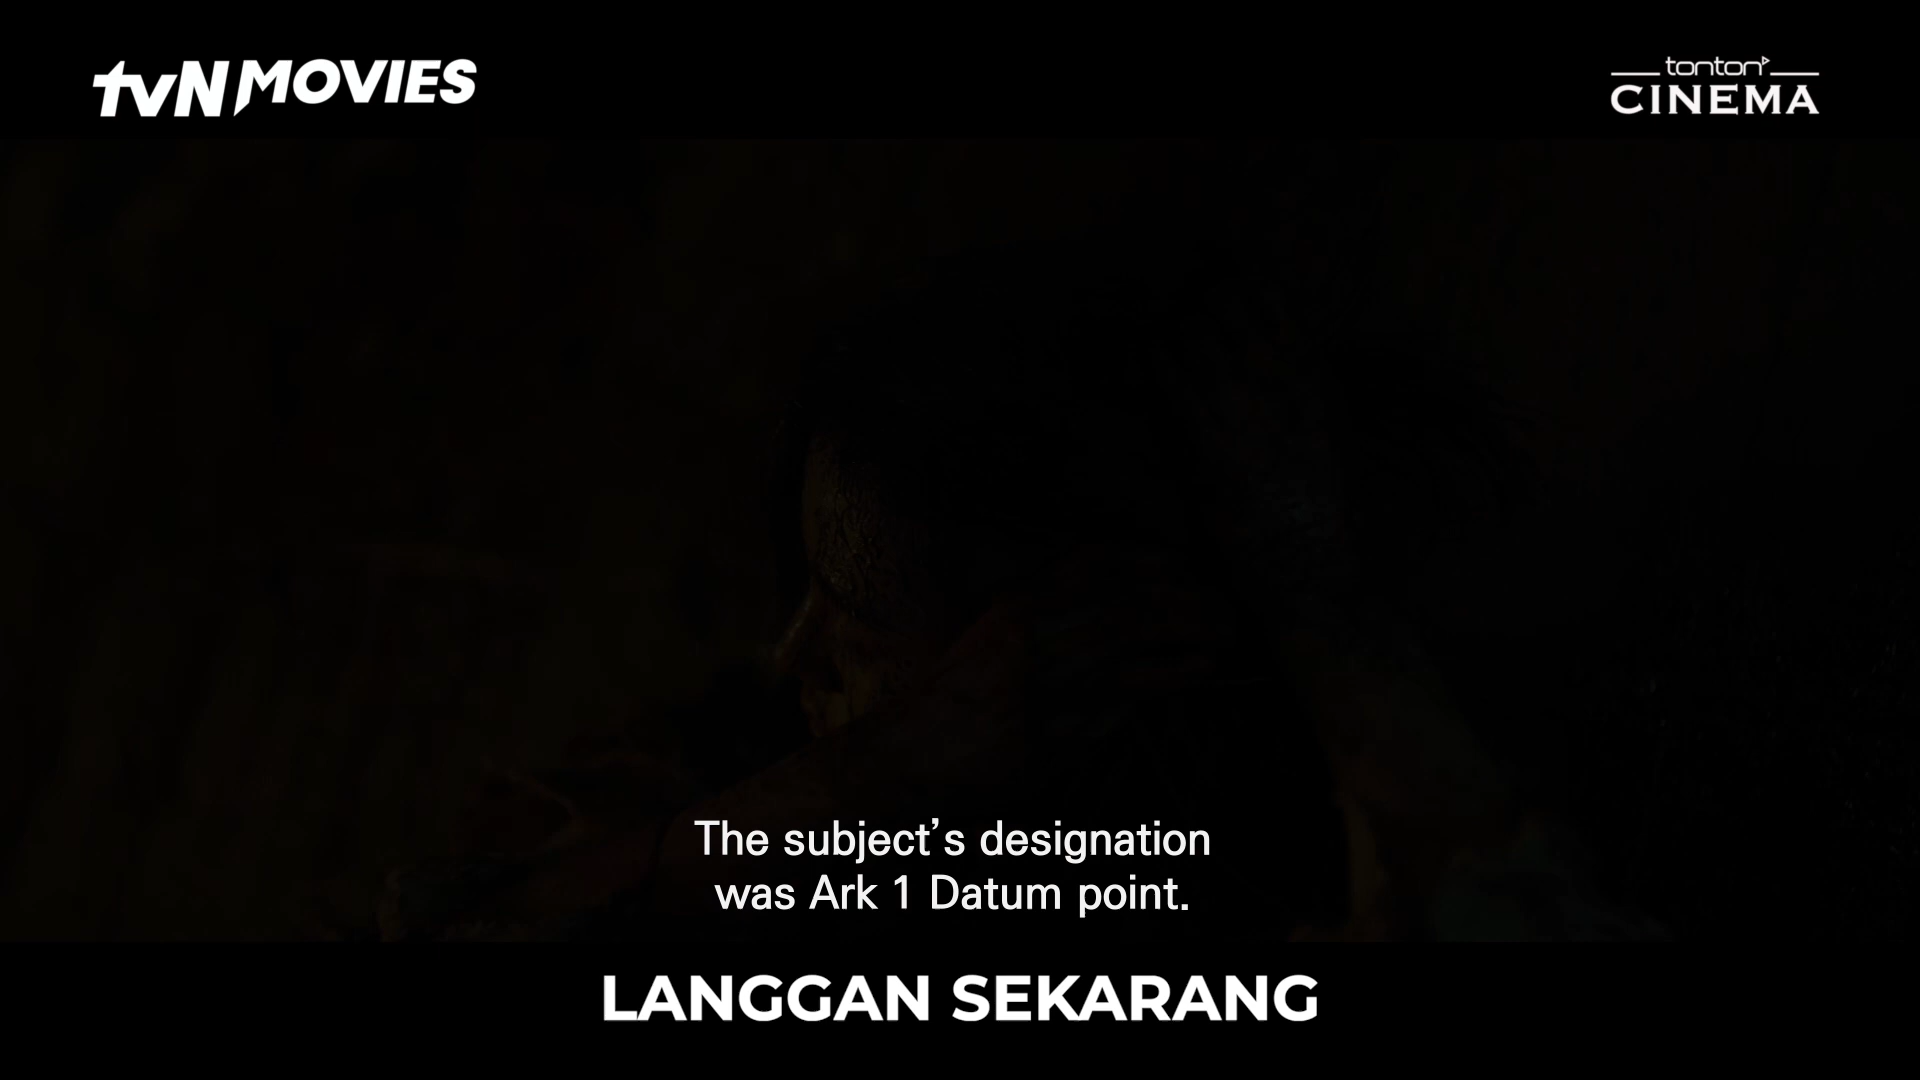 tvN MOVIES
tonton
CINEMA
The subject’s designation
was Ark 1 Datum point.
LANGGAN SEKARANG